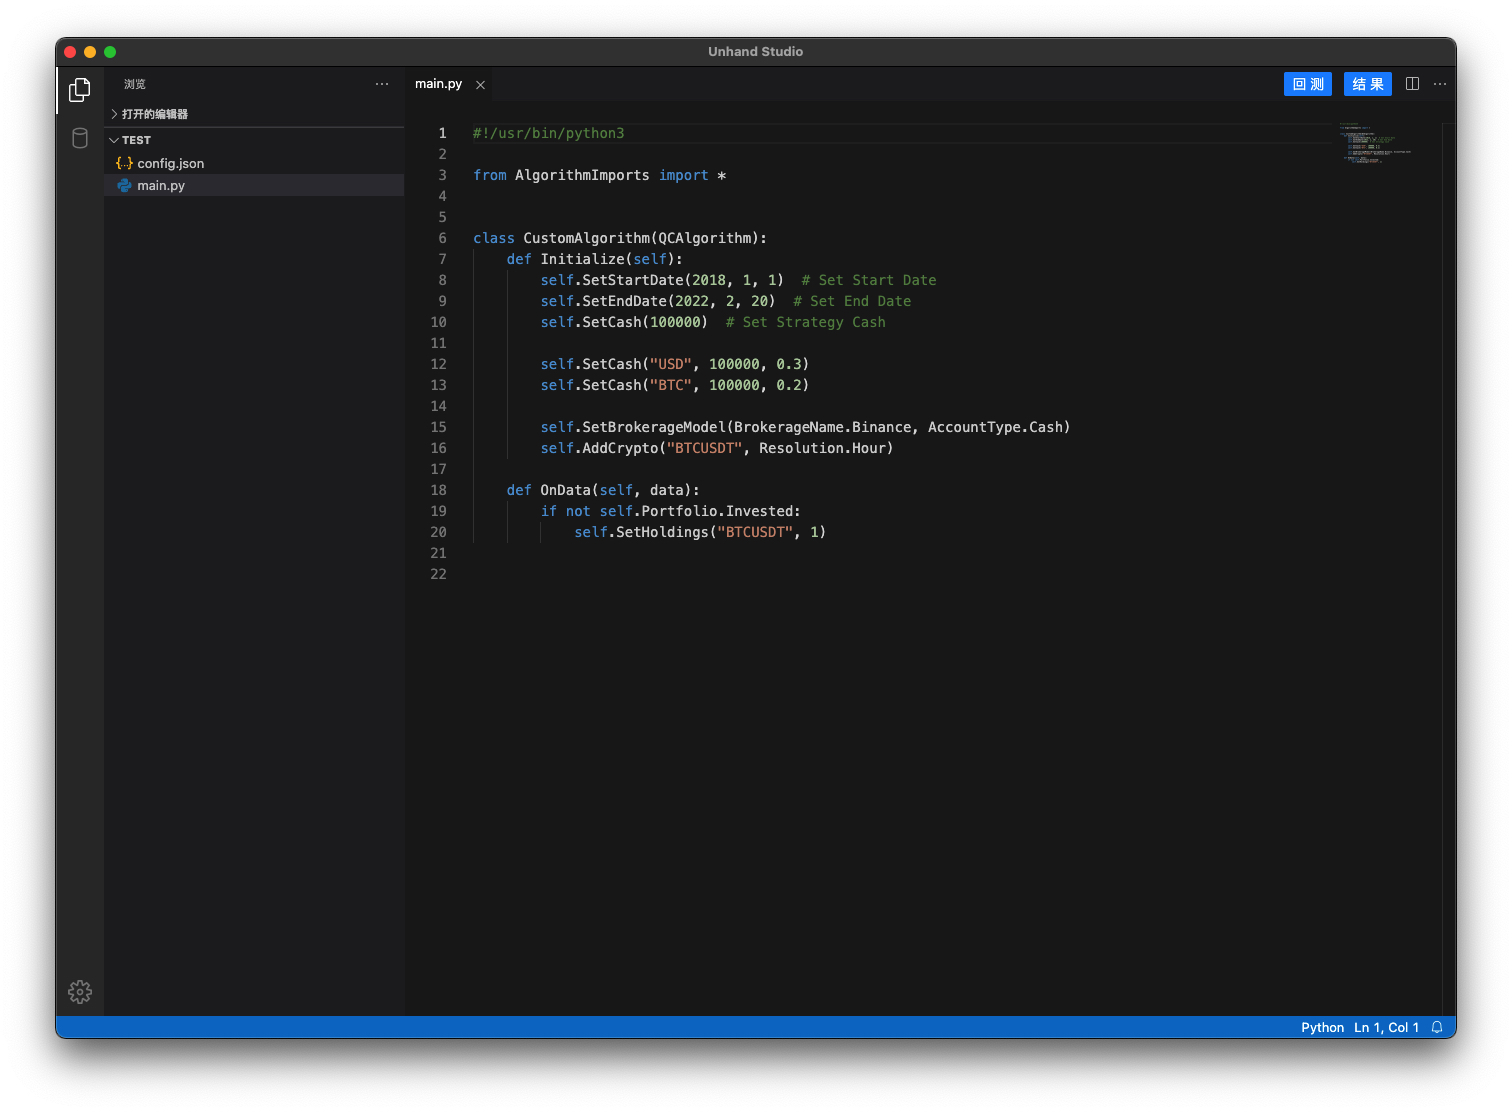 Unhand Studio
浏览
main.py
回 测
结 果
打开的编辑器
TEST
config.json
main.py
1 #!/usr/bin/python3
2
3 from AlgorithmImports import *
4
5
6 class CustomAlgorithm(QCAlgorithm):
7     def Initialize(self):
8         self.SetStartDate(2018, 1, 1)  # Set Start Date
9         self.SetEndDate(2022, 2, 20)  # Set End Date
10         self.SetCash(100000)  # Set Strategy Cash
11
12         self.SetCash("USD", 100000, 0.3)
13         self.SetCash("BTC", 100000, 0.2)
14
15         self.SetBrokerageModel(BrokerageName.Binance, AccountType.Cash)
16         self.AddCrypto("BTCUSDT", Resolution.Hour)
17
18     def OnData(self, data):
19         if not self.Portfolio.Invested:
20             self.SetHoldings("BTCUSDT", 1)
21
22
Python Ln 1, Col 1